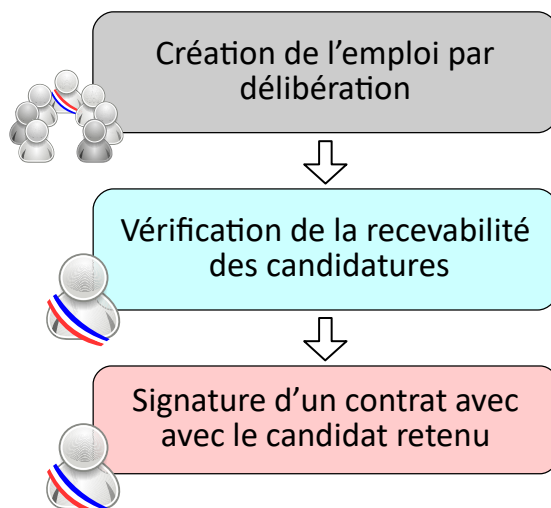 Création de l’emploi par
délibération
Vérification de la recevabilité
des candidatures
Signature d’un contrat avec
avec le candidat retenu